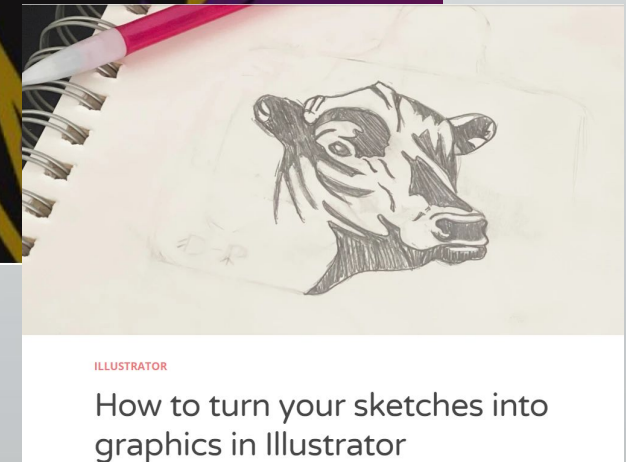 ILLUSTRATOR
How to turn your sketches into
graphics in Illustrator